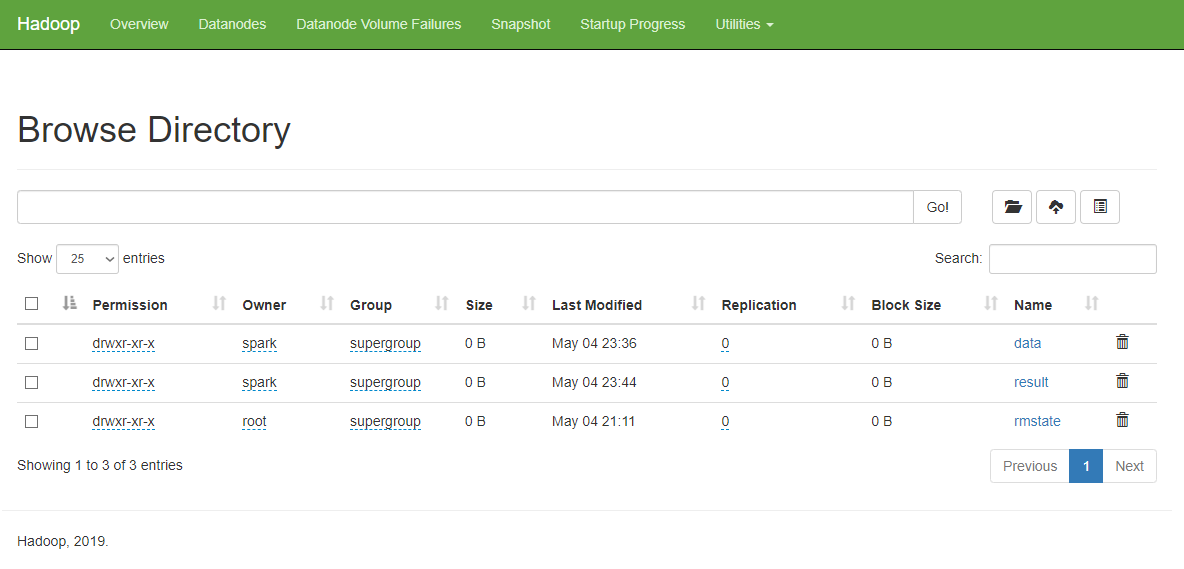 Hadoop Overview Datanodes Datanode Volume Failures Snapshot Startup Progress Utilities
Browse Directory
Go!
Show 25 entries Search:
Permission Owner Group Size Last Modified Replication Block Size Name
drwxr-xr-x spark supergroup 0 B May 04 23:36 0 0 B data
drwxr-xr-x spark supergroup 0 B May 04 23:44 0 0 B result
drwxr-xr-x root supergroup 0 B May 04 21:11 0 0 B rmstate
Showing 1 to 3 of 3 entries Previous 1 Next
Hadoop, 2019.